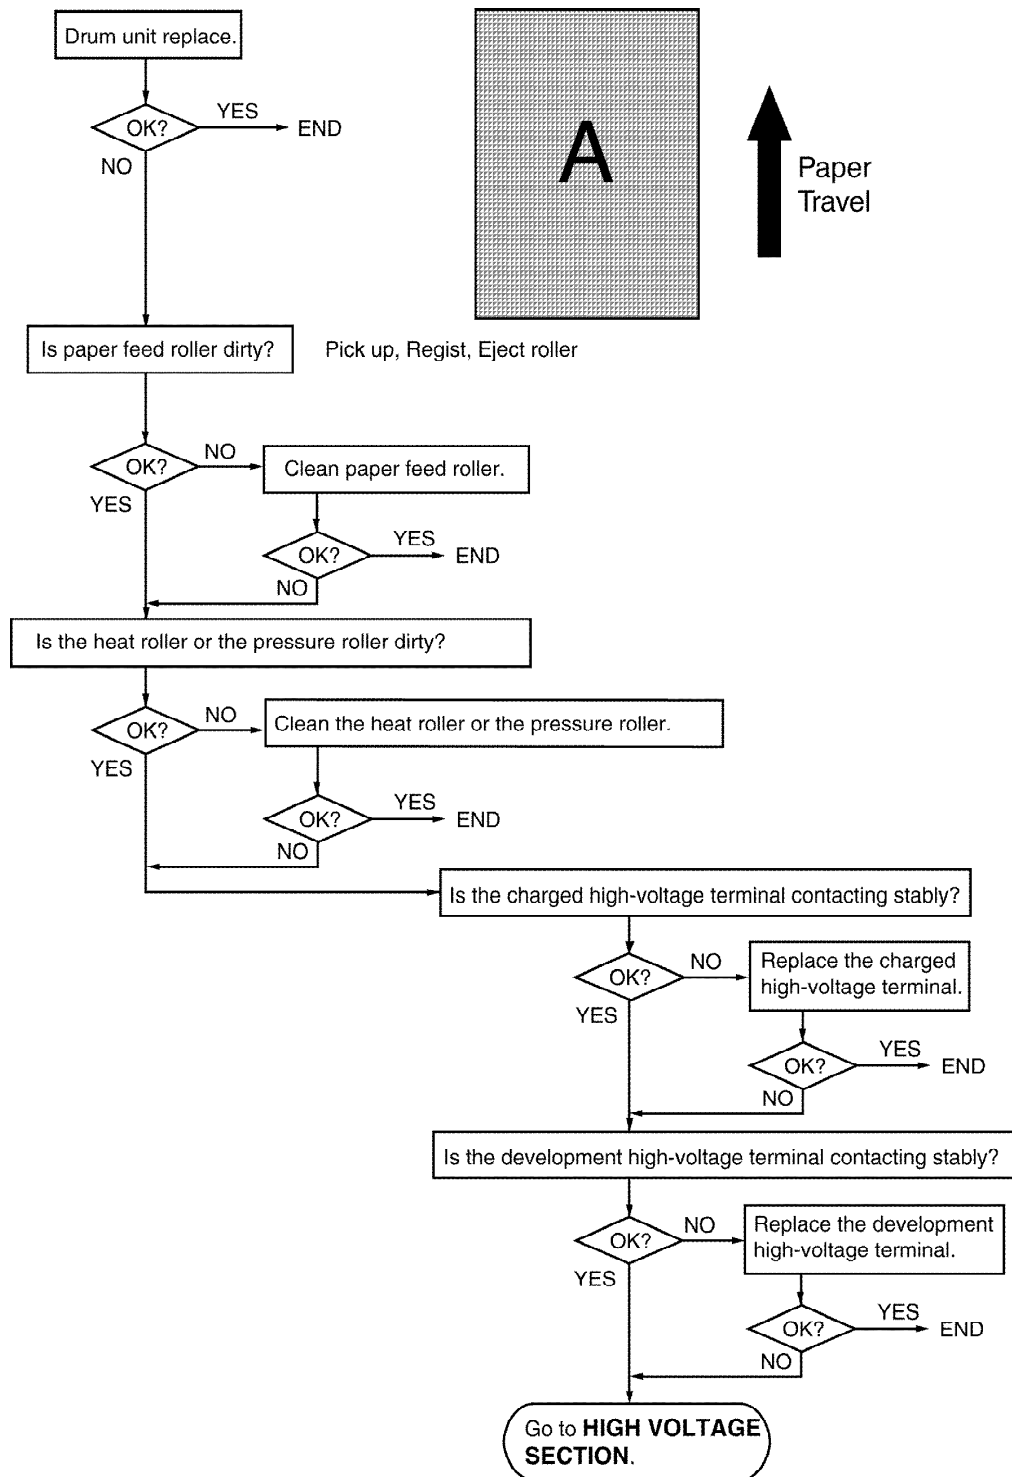 Drum unit replace.
OK?
YES
END
NO
A
Paper
Travel
Is paper feed roller dirty?
Pick up, Regist, Eject roller
OK?
NO
Clean paper feed roller.
YES
OK?
YES
END
NO
Is the heat roller or the pressure roller dirty?
OK?
NO
Clean the heat roller or the pressure roller.
YES
OK?
YES
END
NO
Is the charged high-voltage terminal contacting stably?
OK?
NO
Replace the charged
high-voltage terminal.
YES
OK?
YES
END
NO
Is the development high-voltage terminal contacting stably?
OK?
NO
Replace the development
high-voltage terminal.
YES
OK?
YES
END
NO
Go to HIGH VOLTAGE
SECTION.